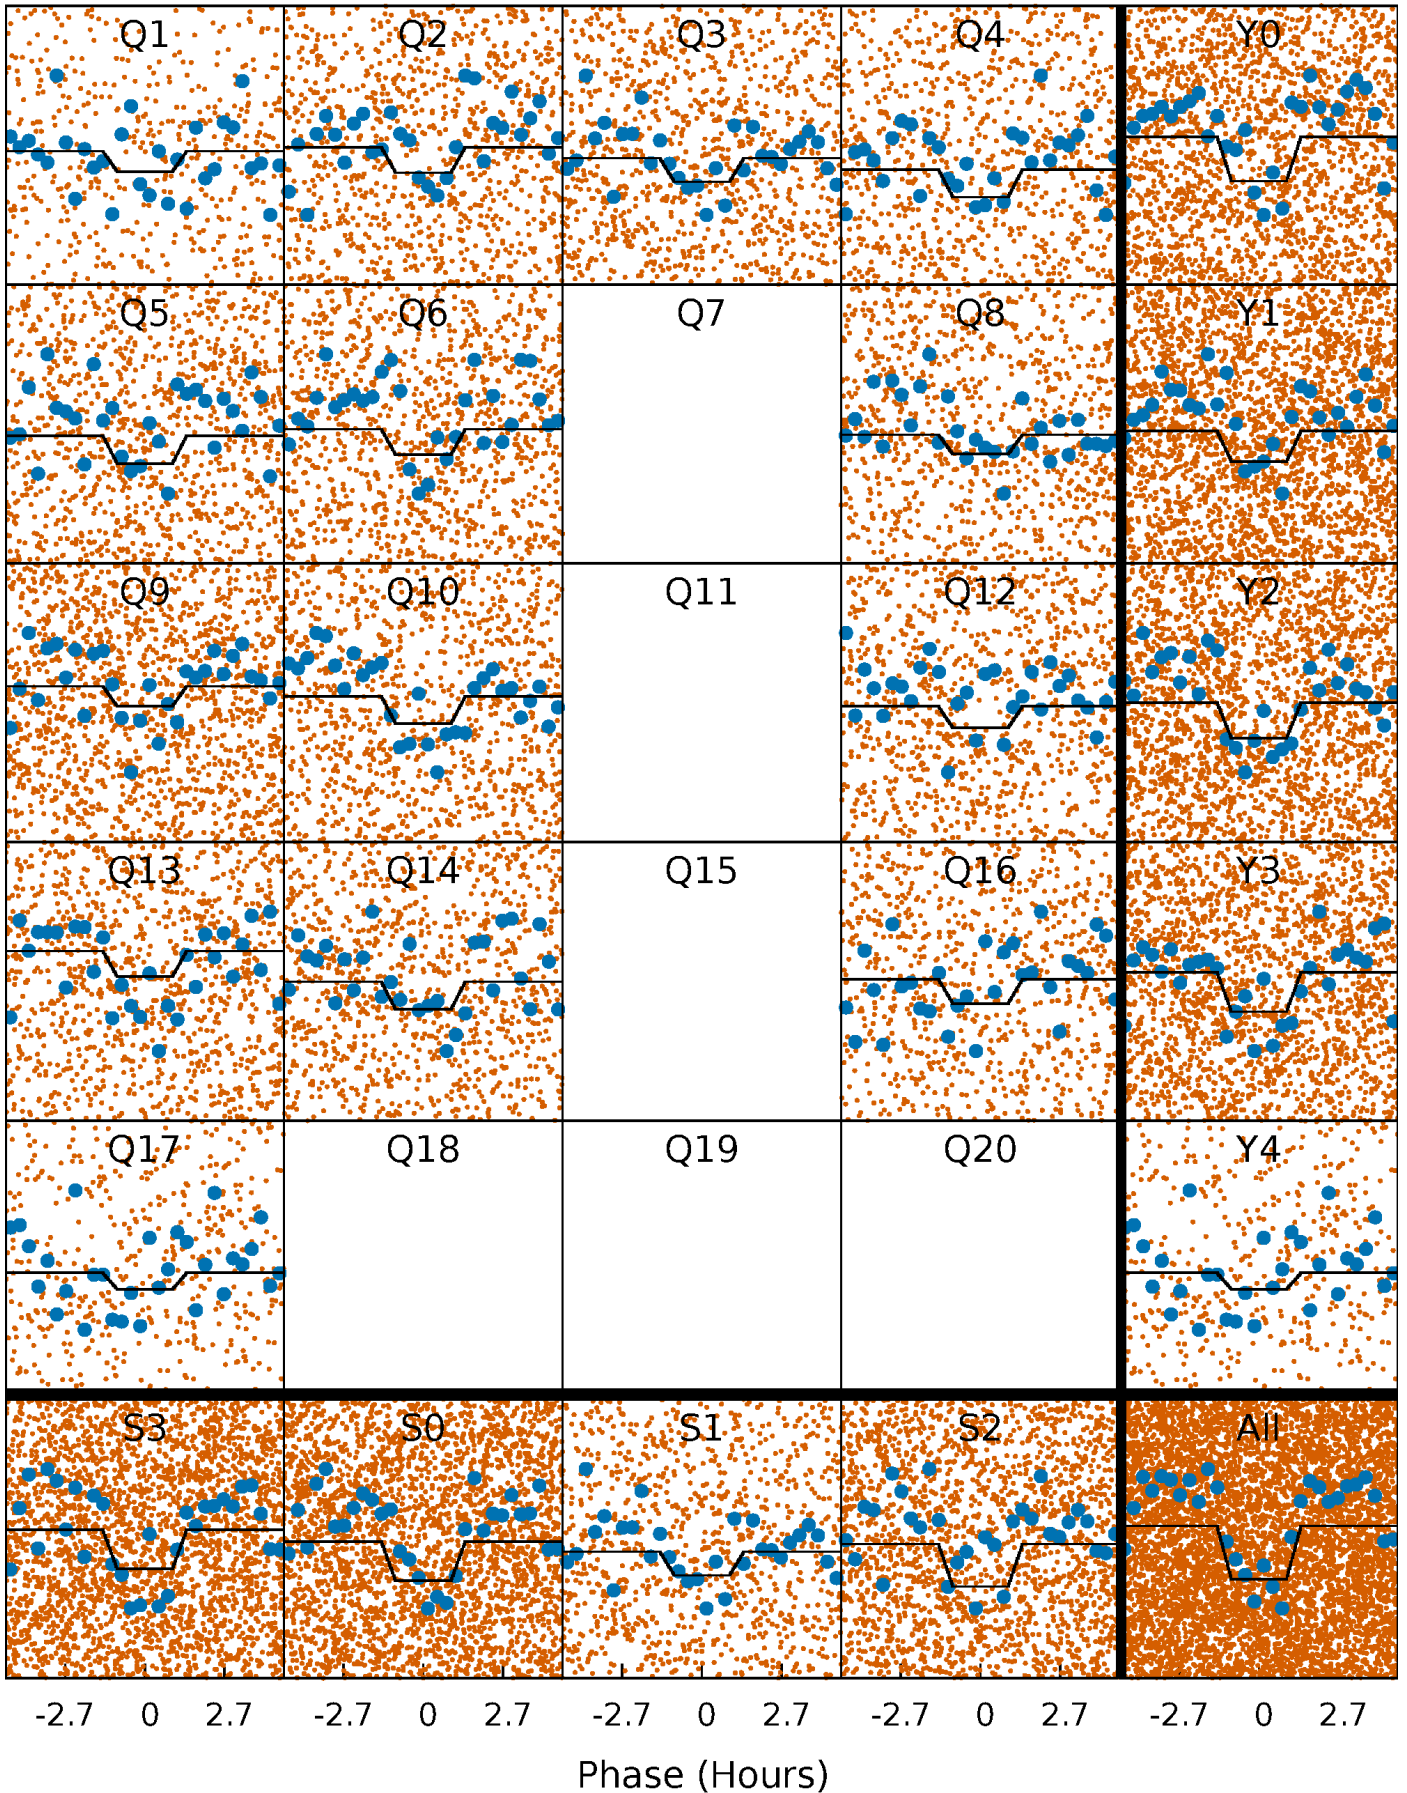 Q1 Q2 Q3 Q4 Y0
Q5 Q6 Q7 Q8 Y1
Q9 Q10 Q11 Q12 Y2
Q13 Q14 Q15 Q16 Y3
Q17 Q18 Q19 Q20 Y4
S3 S0 S1 S2 All
-2.7 0 2.7 -2.7 0 2.7 -2.7 0 2.7 -2.7 0 2.7 -2.7 0 2.7
Phase (Hours)